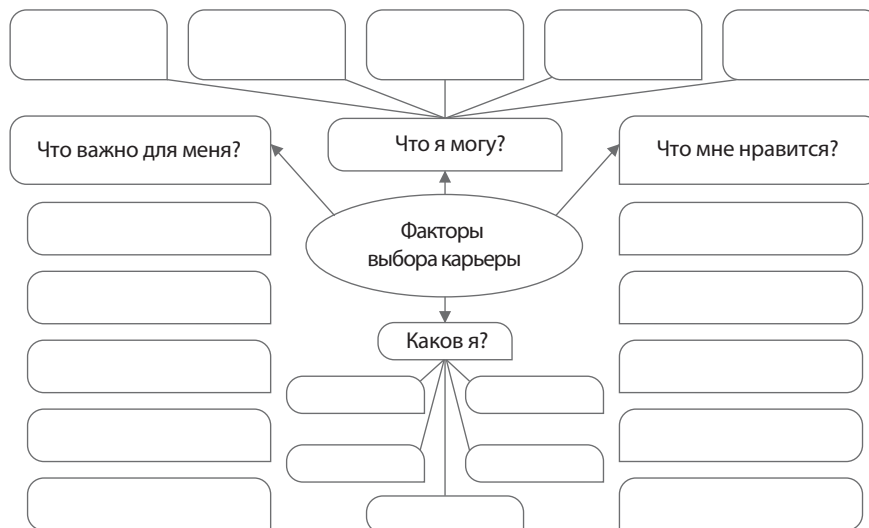 Что важно для меня?
Что я могу?
Что мне нравится?
Факторы
выбора карьеры
Каков я?